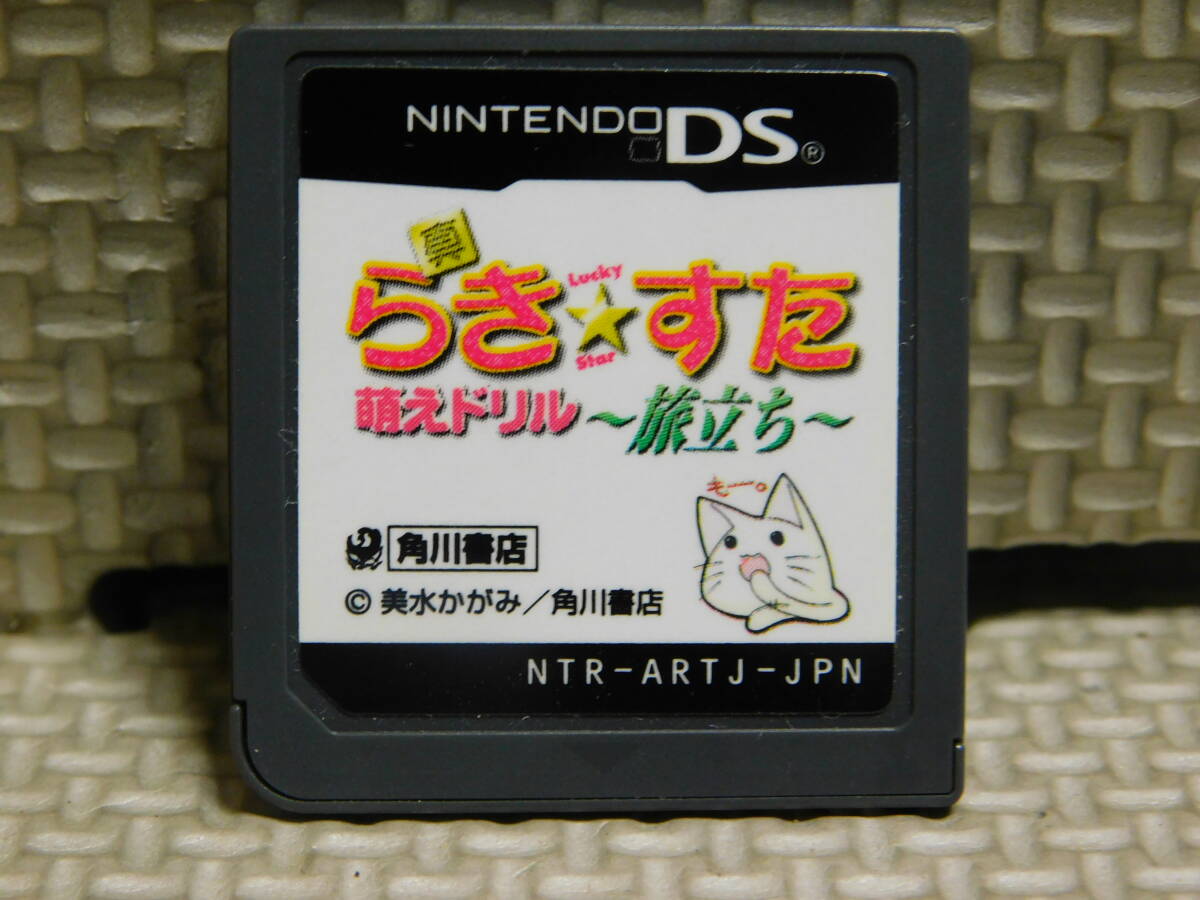 NINTENDO DS®
真
らき☆すた
Lucky
Star
萌えドリル
～旅立ち～
もー。
角川書店
© 美水かがみ／角川書店
NTR-ARTJ-JPN